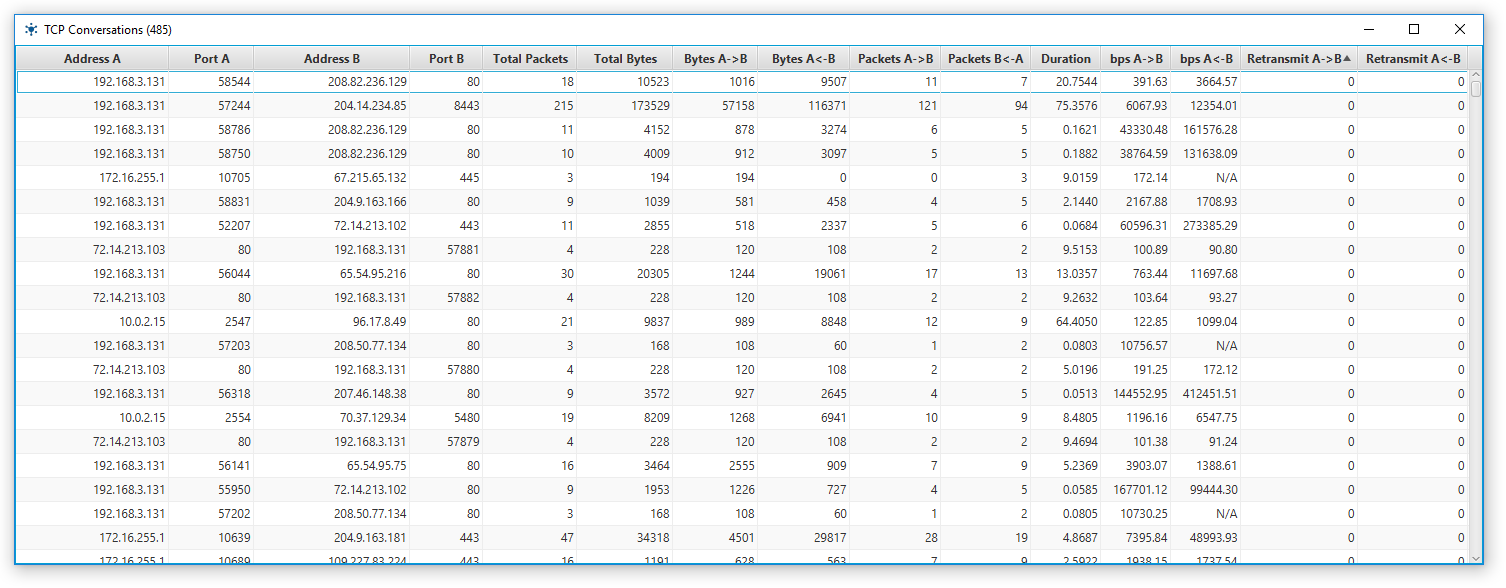 TCP Conversations (485)
Address A Port A Address B Port B Total Packets Total Bytes Bytes A->B Bytes A<-B Packets A->B Packets B<-A Duration bps A->B bps A<-B Retransmit A->B Retransmit A<-B
192.168.3.131 58544 208.82.236.129 80 18 10523 1016 9507 11 7 20.7544 391.63 3664.57 0 0
192.168.3.131 57244 204.14.234.85 8443 215 173529 57158 116371 121 94 75.3576 6067.93 12354.01 0 0
192.168.3.131 58786 208.82.236.129 80 11 4152 878 3274 6 5 0.1621 43330.48 161576.28 0 0
192.168.3.131 58750 208.82.236.129 80 10 4009 912 3097 5 5 0.1882 38764.59 131638.09 0 0
172.16.255.1 10705 67.215.65.132 445 3 194 194 0 0 3 9.0159 172.14 N/A 0 0
192.168.3.131 58831 204.9.163.166 80 9 1039 581 458 4 5 2.1440 2167.88 1708.93 0 0
192.168.3.131 52207 72.14.213.102 443 11 2855 518 2337 5 6 0.0684 60596.31 273385.29 0 0
72.14.213.103 80 192.168.3.131 57881 4 228 120 108 2 2 9.5153 100.89 90.80 0 0
192.168.3.131 56044 65.54.95.216 80 30 20305 1244 19061 17 13 13.0357 763.44 11697.68 0 0
72.14.213.103 80 192.168.3.131 57882 4 228 120 108 2 2 9.2632 103.64 93.27 0 0
10.0.2.15 2547 96.17.8.49 80 21 9837 989 8848 12 9 64.4050 122.85 1099.04 0 0
192.168.3.131 57203 208.50.77.134 80 3 168 108 60 1 2 0.0803 10756.57 N/A 0 0
72.14.213.103 80 192.168.3.131 57880 4 228 120 108 2 2 5.0196 191.25 172.12 0 0
192.168.3.131 56318 207.46.148.38 80 9 3572 927 2645 4 5 0.0513 144552.95 412451.51 0 0
10.0.2.15 2554 70.37.129.34 5480 19 8209 1268 6941 10 9 8.4805 1196.16 6547.75 0 0
72.14.213.103 80 192.168.3.131 57879 4 228 120 108 2 2 9.4694 101.38 91.24 0 0
192.168.3.131 56141 65.54.95.75 80 16 3464 2555 909 7 9 5.2369 3903.07 1388.61 0 0
192.168.3.131 55950 72.14.213.102 80 9 1953 1226 727 4 5 0.0585 167701.12 99444.30 0 0
192.168.3.131 57202 208.50.77.134 80 3 168 108 60 1 2 0.0805 10730.25 N/A 0 0
172.16.255.1 10639 204.9.163.181 443 47 34318 4501 29817 28 19 4.8687 7395.84 48993.93 0 0
172.16.255.1 10689 109.227.83.224 443 16 1191 628 563 7 9 2.5922 1938.15 1737.54 0 0